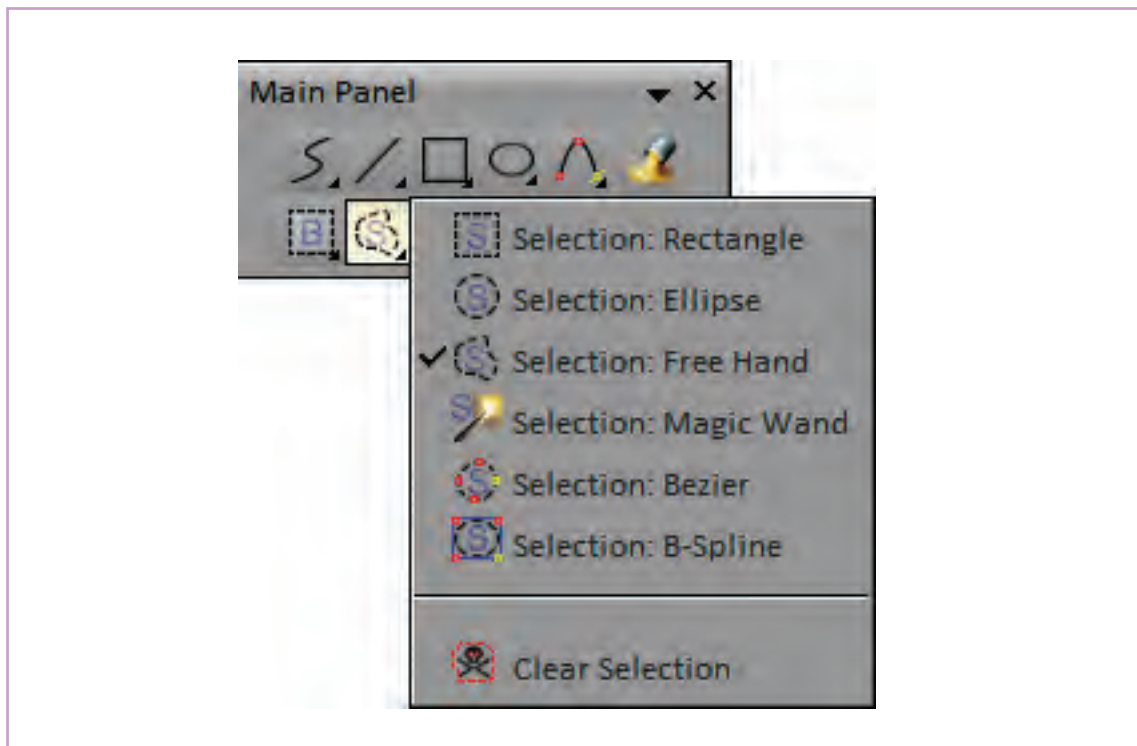 Main Panel
B S
S Selection: Rectangle
S Selection: Ellipse
S Selection: Free Hand
S Selection: Magic Wand
S Selection: Bezier
S Selection: B-Spline
Clear Selection